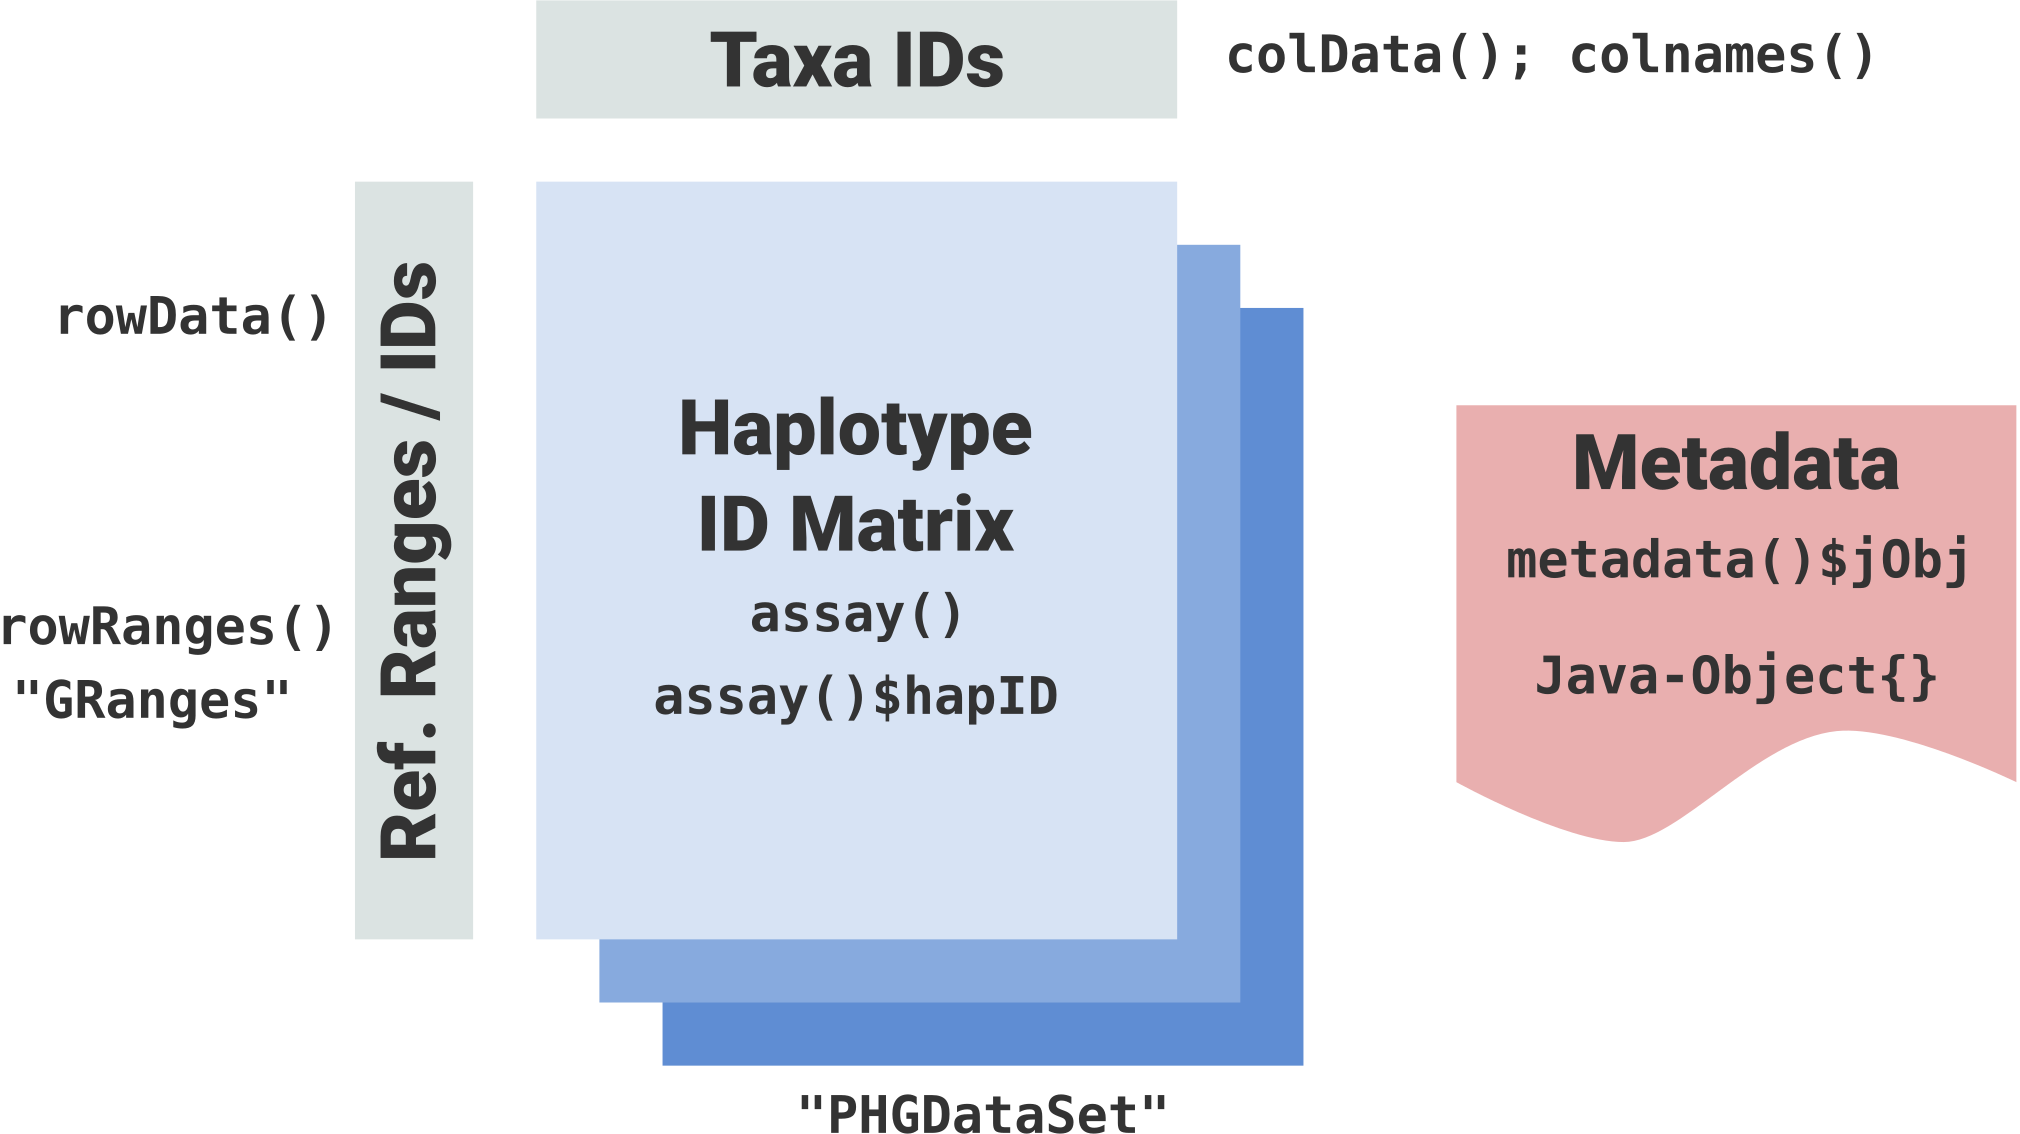 Taxa IDs
colData(); colnames()
rowData()
rowRanges()
"GRanges"
Ref. Ranges / IDs
Haplotype
ID Matrix
assay()
assay()$hapID
Metadata
metadata()$jObj
Java-Object{}
"PHGDataSet"